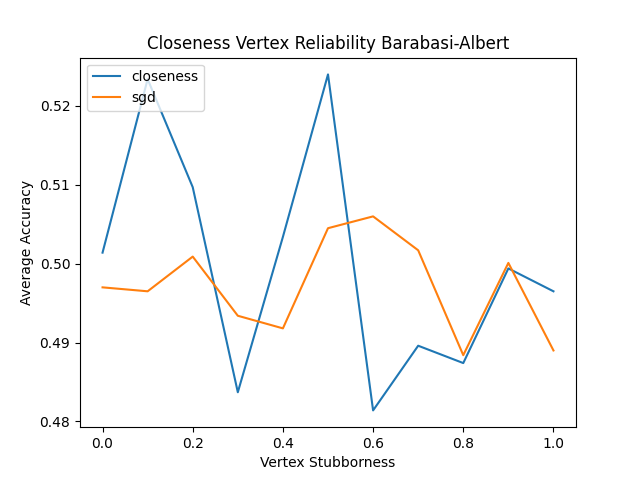 Closeness Vertex Reliability Barabasi-Albert
closeness
sgd
0.52
0.51
0.50
0.49
0.48
Average Accuracy
0.0
0.2
0.4
0.6
0.8
1.0
Vertex Stubborness